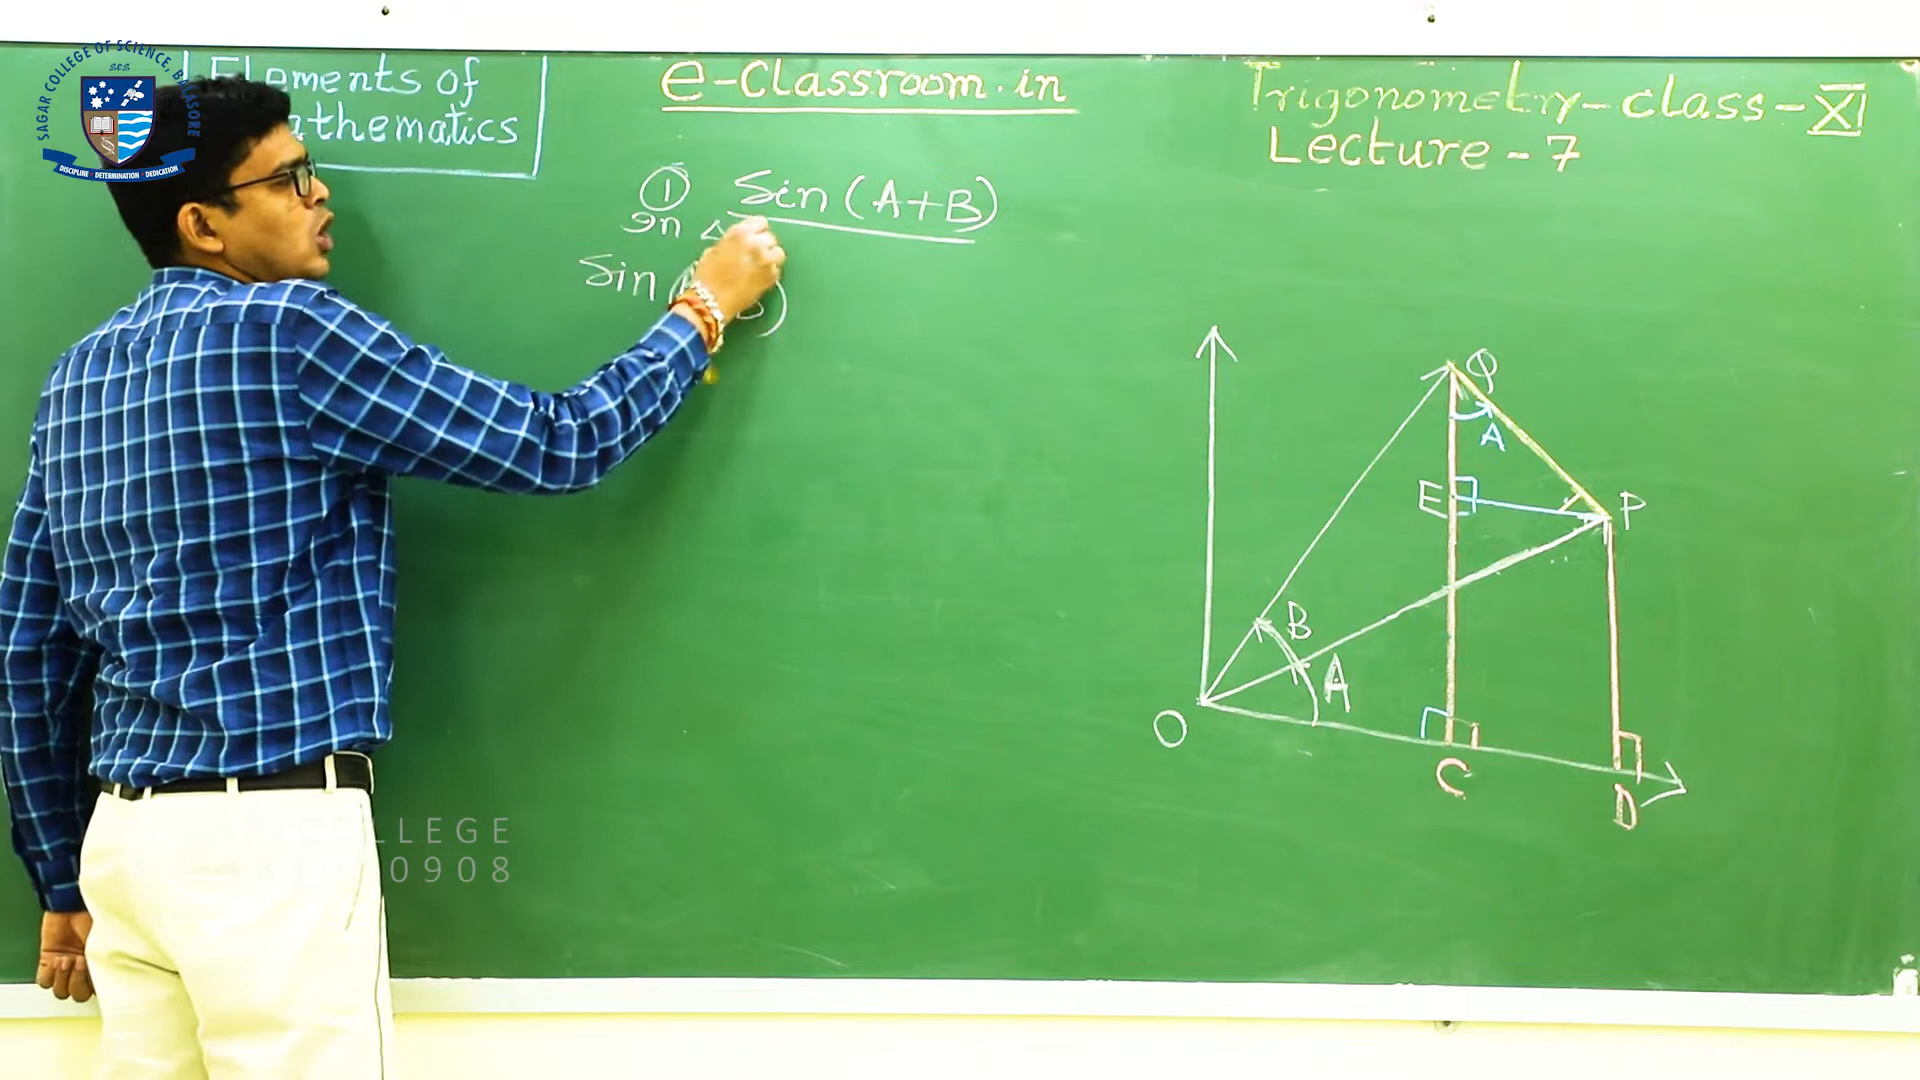 SAGAR COLLEGE OF SCIENCE, BALASORE
SCS
DISCIPLINE DETERMINATION DEDICATION
Elements of
athematics
e-Classroom.in
Trigonometry-class-XI
Lecture-7
① Sin (A+B)
In △
Sin (
B)
Q
A
E
P
B
A
O
C
D
LLEGE
0908